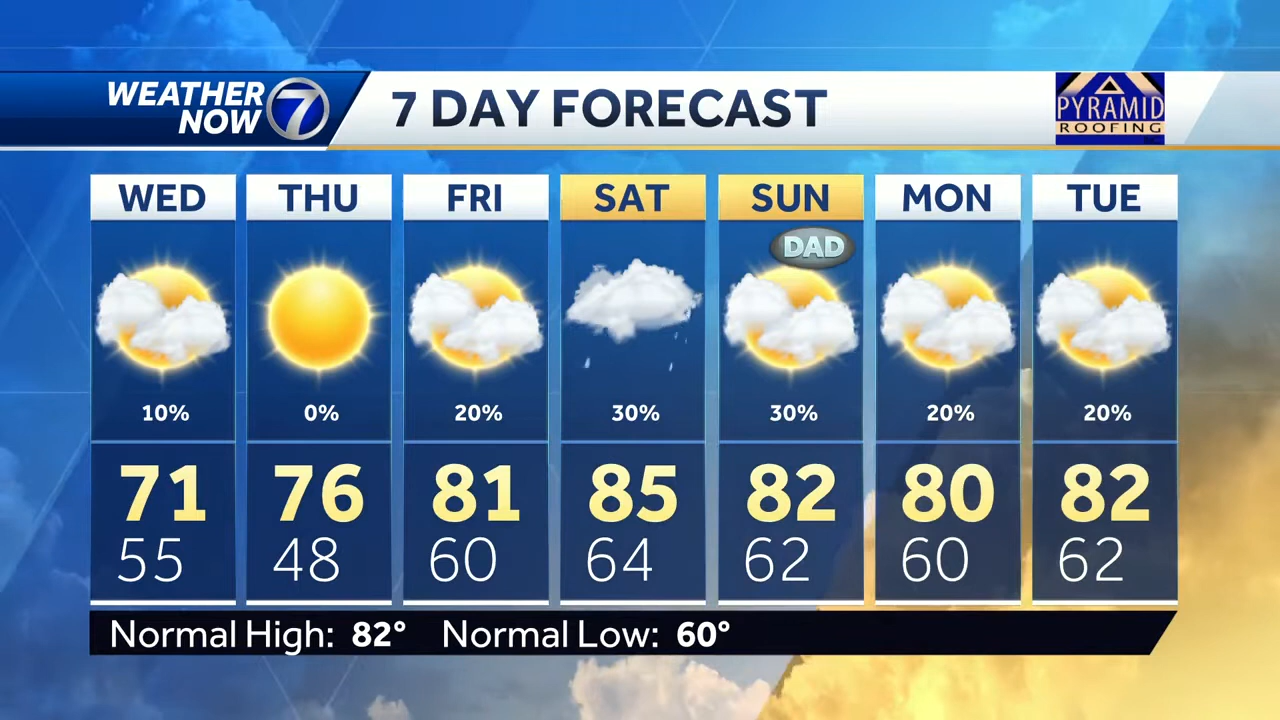 WEATHER
NOW
7
7 DAY FORECAST
PYRAMID
ROOFING
WED THU FRI SAT SUN MON TUE
DAD
10% 0% 20% 30% 30% 20% 20%
71 76 81 85 82 80 82
55 48 60 64 62 60 62
Normal High: 82° Normal Low: 60°